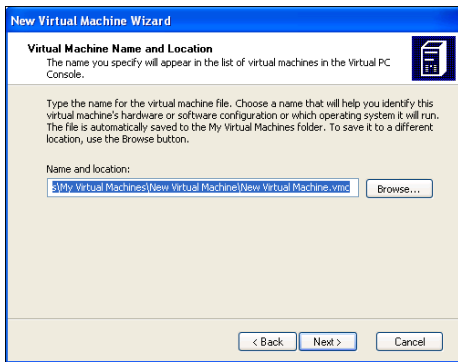 New Virtual Machine Wizard
Virtual Machine Name and Location
The name you specify will appear in the list of virtual machines in the Virtual PC
Console.
Type the name for the virtual machine file. Choose a name that will help you identify this
virtual machine's hardware or software configuration or which operating system it will run.
The file is automatically saved to the My Virtual Machines folder. To save it to a different
location, use the Browse button.
Name and location:
s\My Virtual Machines\New Virtual Machine\New Virtual Machine.vmc
Browse...
< Back Next > Cancel